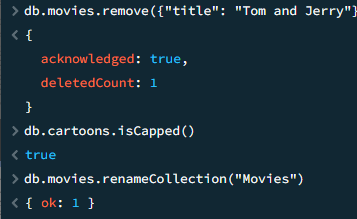 > db.movies.remove({"title": "Tom and Jerry"}
< {
acknowledged: true,
deletedCount: 1
}
> db.cartoons.isCapped()
< true
> db.movies.renameCollection("Movies")
< { ok: 1 }